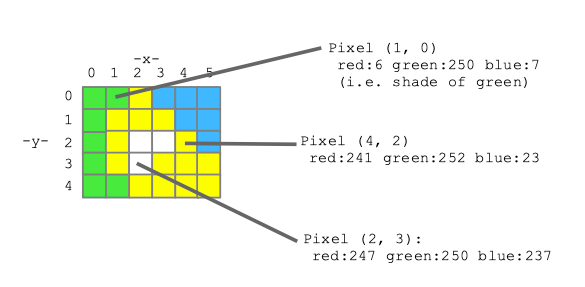 -x-
0 1 2 3 4 5
0
1
-y- 2
3
4
Pixel (1, 0)
red:6 green:250 blue:7
(i.e. shade of green)
Pixel (4, 2)
red:241 green:252 blue:23
Pixel (2, 3):
red:247 green:250 blue:237